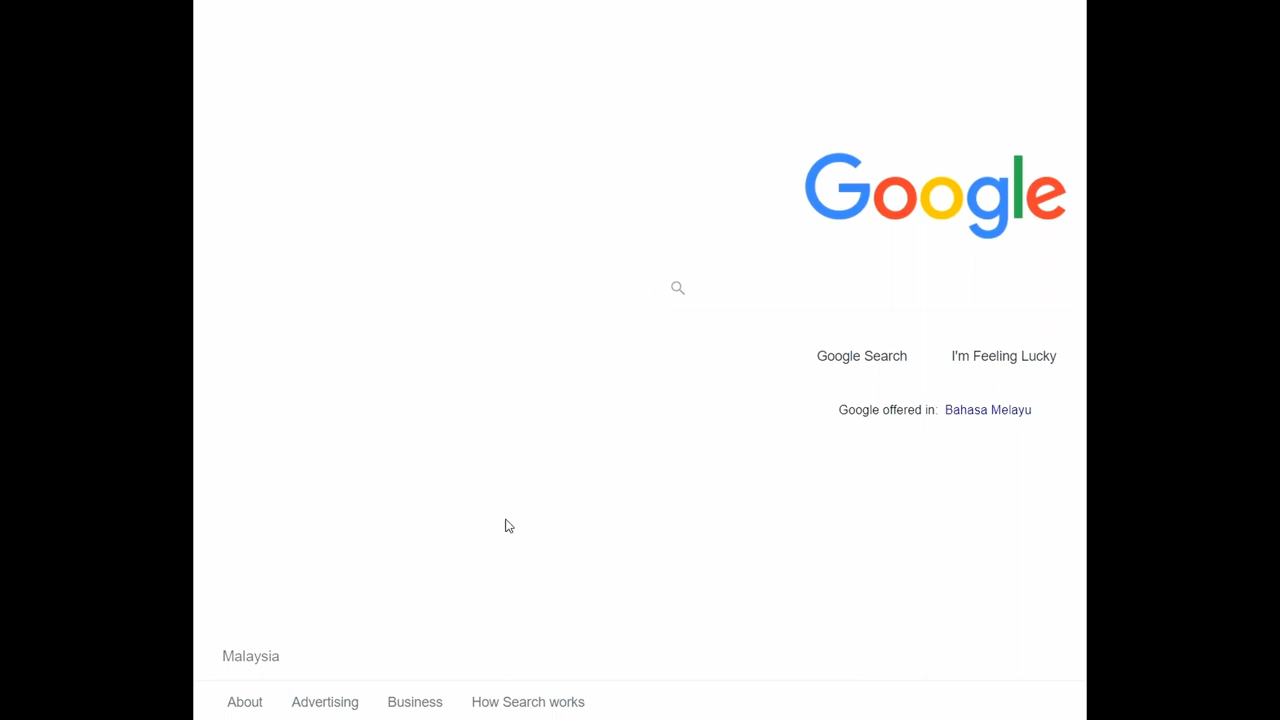 Google
Google Search I'm Feeling Lucky
Google offered in: Bahasa Melayu
Malaysia
About Advertising Business How Search works